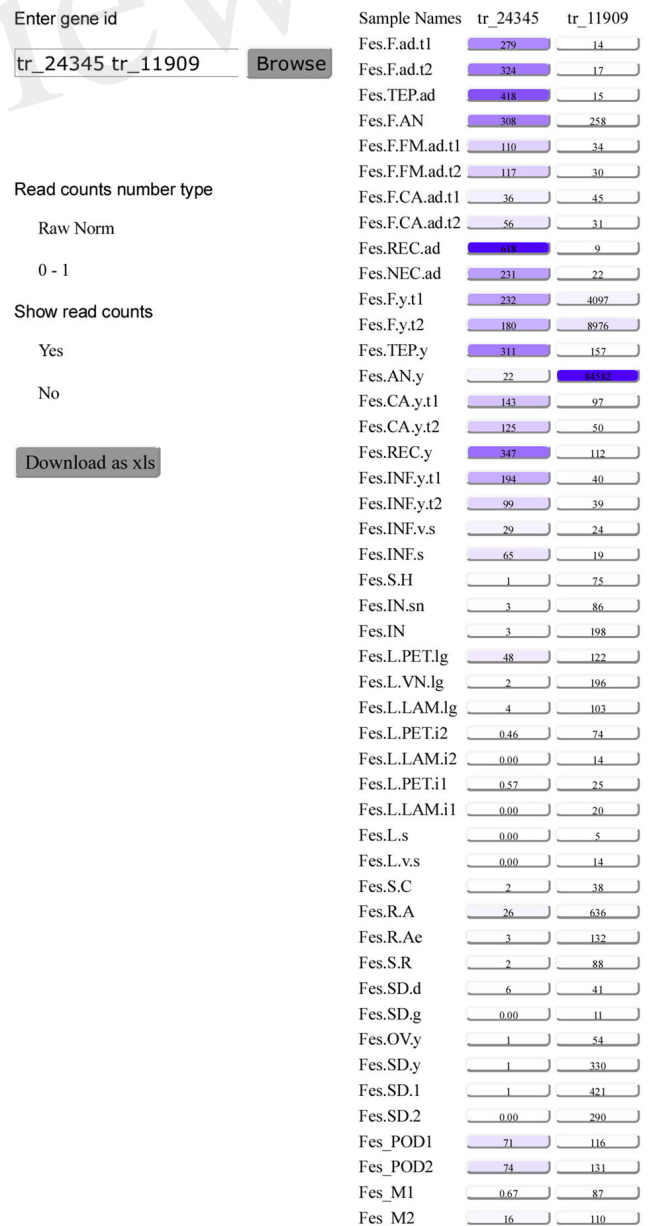 Enter gene id
tr_24345 tr_11909 Browse
Read counts number type
Raw Norm
0 - 1
Show read counts
Yes
No
Download as xls
Sample Names tr_24345 tr_11909
Fes.F.ad.t1 279 14
Fes.F.ad.t2 324 17
Fes.TEP.ad 418 15
Fes.F.AN 308 258
Fes.F.FM.ad.t1 110 34
Fes.F.FM.ad.t2 117 30
Fes.F.CA.ad.t1 36 45
Fes.F.CA.ad.t2 56 31
Fes.REC.ad 618 9
Fes.NEC.ad 231 22
Fes.F.y.t1 232 4097
Fes.F.y.t2 180 8976
Fes.TEP.y 311 157
Fes.AN.y 22 84582
Fes.CA.y.t1 143 97
Fes.CA.y.t2 125 50
Fes.REC.y 347 112
Fes.INF.y.t1 194 40
Fes.INF.y.t2 99 39
Fes.INF.v.s 29 24
Fes.INF.s 65 19
Fes.S.H 1 75
Fes.IN.sn 3 86
Fes.IN 3 198
Fes.L.PET.lg 48 122
Fes.L.VN.lg 2 196
Fes.L.LAM.lg 4 103
Fes.L.PET.i2 0.46 74
Fes.L.LAM.i2 0.00 14
Fes.L.PET.i1 0.57 25
Fes.L.LAM.i1 0.00 20
Fes.L.s 0.00 5
Fes.L.v.s 0.00 14
Fes.S.C 2 38
Fes.R.A 26 636
Fes.R.Ae 3 132
Fes.S.R 2 88
Fes.SD.d 6 41
Fes.SD.g 0.00 11
Fes.OV.y 1 54
Fes.SD.y 1 330
Fes.SD.1 1 421
Fes.SD.2 0.00 290
Fes_POD1 71 116
Fes_POD2 74 131
Fes_M1 0.67 87
Fes_M2 16 110